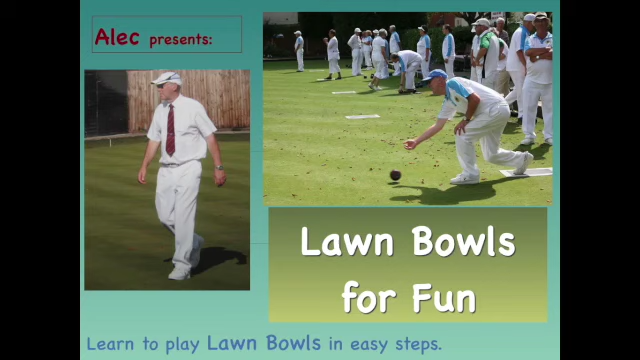 Alec presents:
Lawn Bowls
for Fun
Learn to play Lawn Bowls in easy steps.